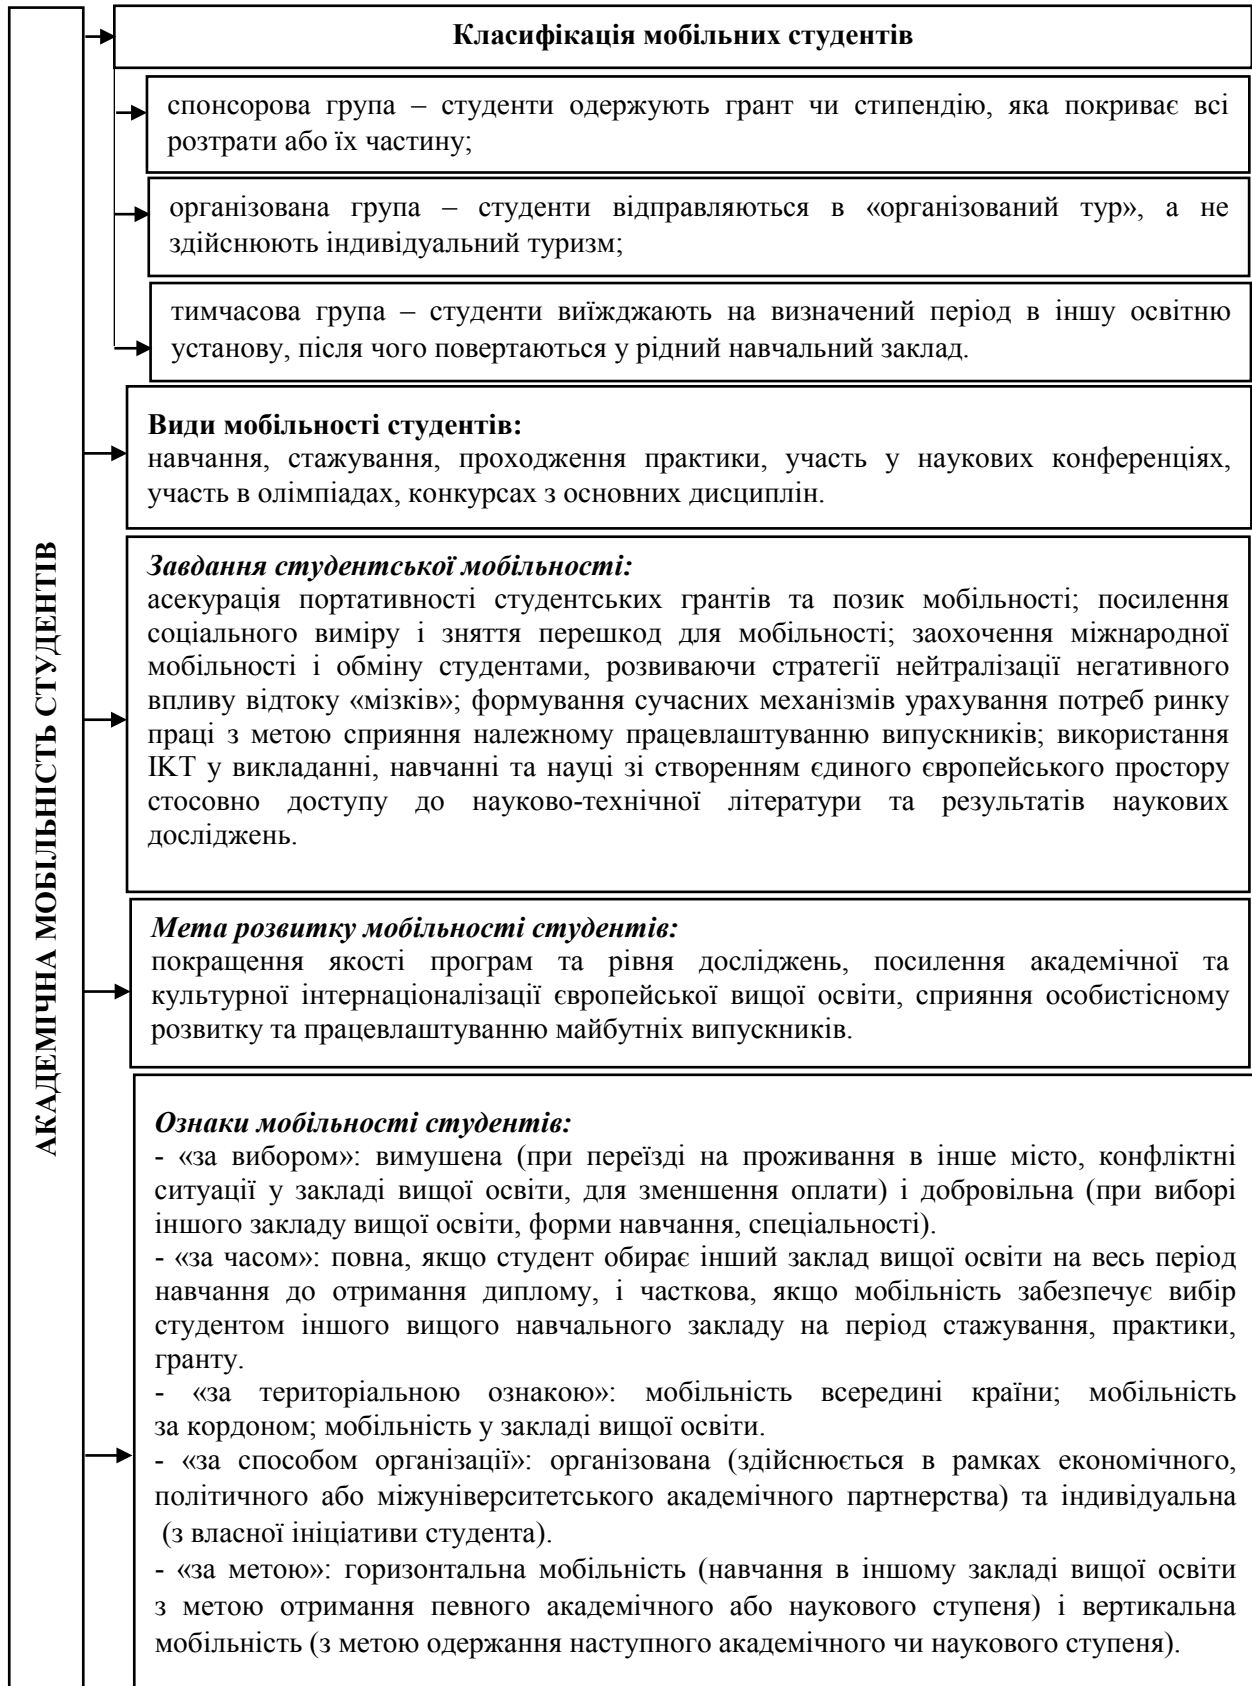 АКАДЕМІЧНА МОБІЛЬНІСТЬ СТУДЕНТІВ
Класифікація мобільних студентів
спонсорова група – студенти одержують грант чи стипендію, яка покриває всі
розтрати або їх частину;
організована група – студенти відправляються в «організований тур», а не
здійснюють індивідуальний туризм;
тимчасова група – студенти виїжджають на визначений період в іншу освітню
установу, після чого повертаються у рідний навчальний заклад.
Види мобільності студентів:
навчання, стажування, проходження практики, участь у наукових конференціях,
участь в олімпіадах, конкурсах з основних дисциплін.
Завдання студентської мобільності:
асекурація портативності студентських грантів та позик мобільності; посилення
соціального виміру і зняття перешкод для мобільності; заохочення міжнародної
мобільності і обміну студентами, розвиваючи стратегії нейтралізації негативного
впливу відтоку «мізків»; формування сучасних механізмів урахування потреб ринку
праці з метою сприяння належному працевлаштуванню випускників; використання
ІКТ у викладанні, навчанні та науці зі створенням єдиного європейського простору
стосовно доступу до науково-технічної літератури та результатів наукових
досліджень.
Мета розвитку мобільності студентів:
покращення якості програм та рівня досліджень, посилення академічної та
культурної інтернаціоналізації європейської вищої освіти, сприяння особистісному
розвитку та працевлаштуванню майбутніх випускників.
Ознаки мобільності студентів:
- «за вибором»: вимушена (при переїзді на проживання в інше місто, конфліктні
ситуації у закладі вищої освіти, для зменшення оплати) і добровільна (при виборі
іншого закладу вищої освіти, форми навчання, спеціальності).
- «за часом»: повна, якщо студент обирає інший заклад вищої освіти на весь період
навчання до отримання диплому, і часткова, якщо мобільність забезпечує вибір
студентом іншого вищого навчального закладу на період стажування, практики,
гранту.
- «за територіальною ознакою»: мобільність всередині країни; мобільність
за кордоном; мобільність у закладі вищої освіти.
- «за способом організації»: організована (здійснюється в рамках економічного,
політичного або міжуніверситетського академічного партнерства) та індивідуальна
(з власної ініціативи студента).
- «за метою»: горизонтальна мобільність (навчання в іншому закладі вищої освіти
з метою отримання певного академічного або наукового ступеня) і вертикальна
мобільність (з метою одержання наступного академічного чи наукового ступеня).